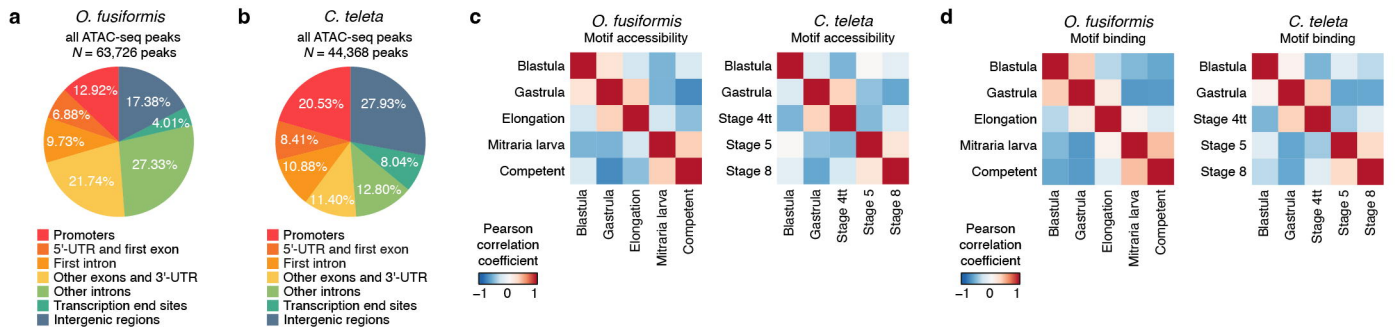 a
O. fusiformis
all ATAC-seq peaks
N = 63,726 peaks
12.92%
17.38%
6.88%
4.01%
9.73%
27.33%
21.74%
Promoters
5'-UTR and first exon
First intron
Other exons and 3'-UTR
Other introns
Transcription end sites
Intergenic regions
b
C. teleta
all ATAC-seq peaks
N = 44,368 peaks
20.53%
27.93%
8.41%
8.04%
10.88%
12.80%
11.40%
Promoters
5'-UTR and first exon
First intron
Other exons and 3'-UTR
Other introns
Transcription end sites
Intergenic regions
c
O. fusiformis
Motif accessibility
Blastula
Gastrula
Elongation
Mitraria larva
Competent
Blastula
Gastrula
Elongation
Mitraria larva
Competent
C. teleta
Motif accessibility
Blastula
Gastrula
Stage 4tt
Stage 5
Stage 8
Blastula
Gastrula
Stage 4tt
Stage 5
Stage 8
Pearson
correlation
coefficient
−1 0 1
d
O. fusiformis
Motif binding
Blastula
Gastrula
Elongation
Mitraria larva
Competent
Blastula
Gastrula
Elongation
Mitraria larva
Competent
C. teleta
Motif binding
Blastula
Gastrula
Stage 4tt
Stage 5
Stage 8
Blastula
Gastrula
Stage 4tt
Stage 5
Stage 8
Pearson
correlation
coefficient
−1 0 1